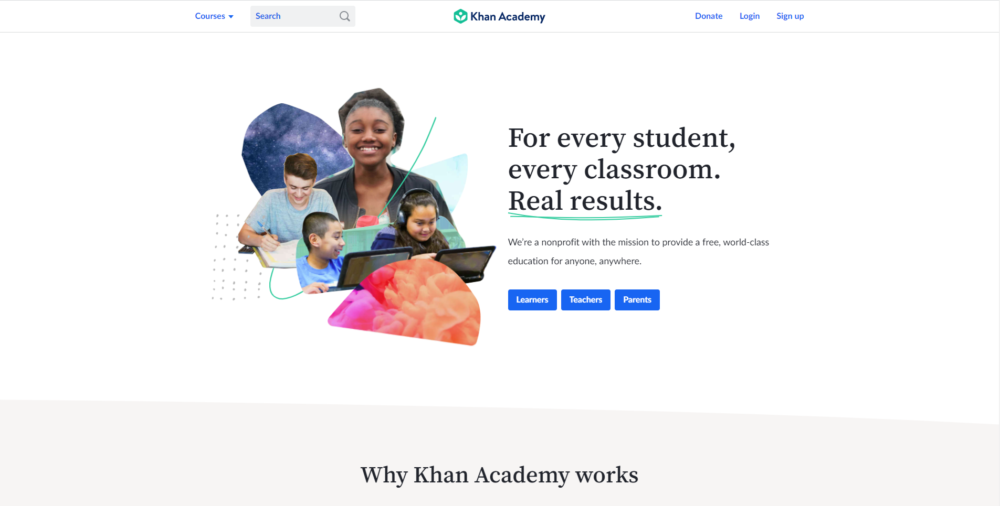 Courses
Search
Khan Academy
Donate
Login
Sign up
For every student,
every classroom.
Real results.
We’re a nonprofit with the mission to provide a free, world-class
education for anyone, anywhere.
Learners
Teachers
Parents
Why Khan Academy works